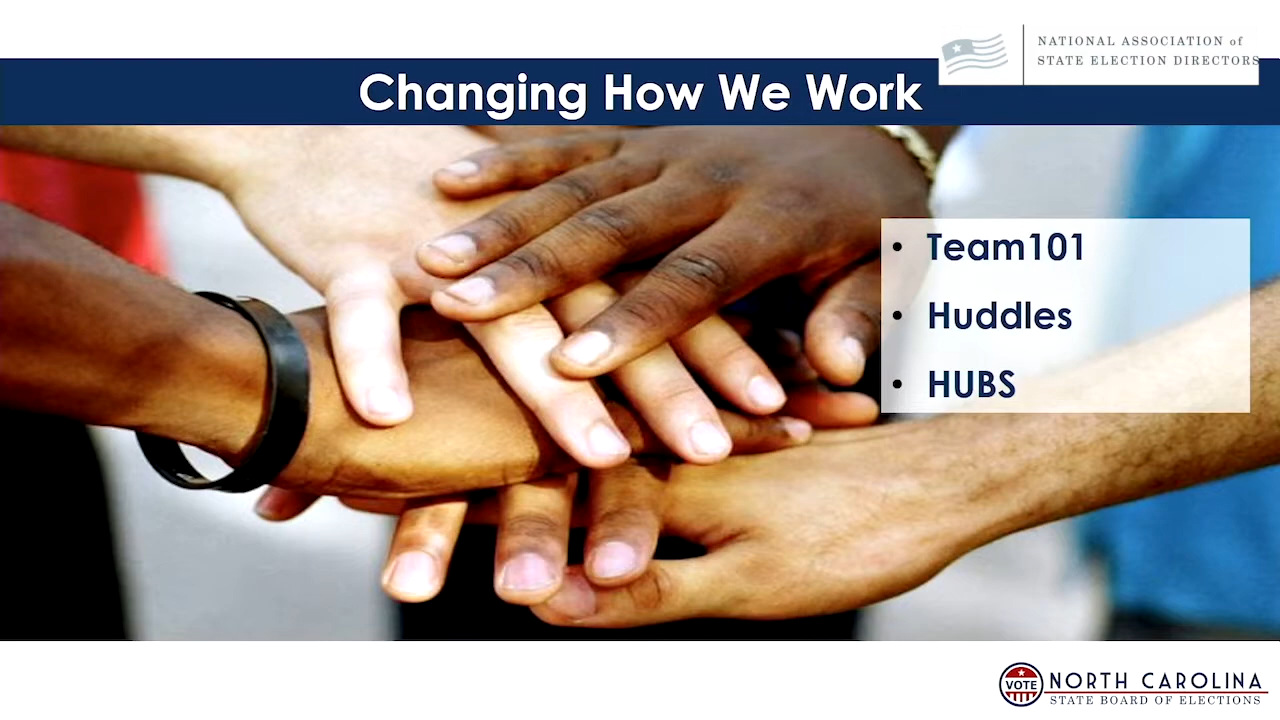 NATIONAL ASSOCIATION of
STATE ELECTION DIRECTORS
Changing How We Work
• Team101
• Huddles
• HUBS
VOTE
NORTH CAROLINA
STATE BOARD OF ELECTIONS